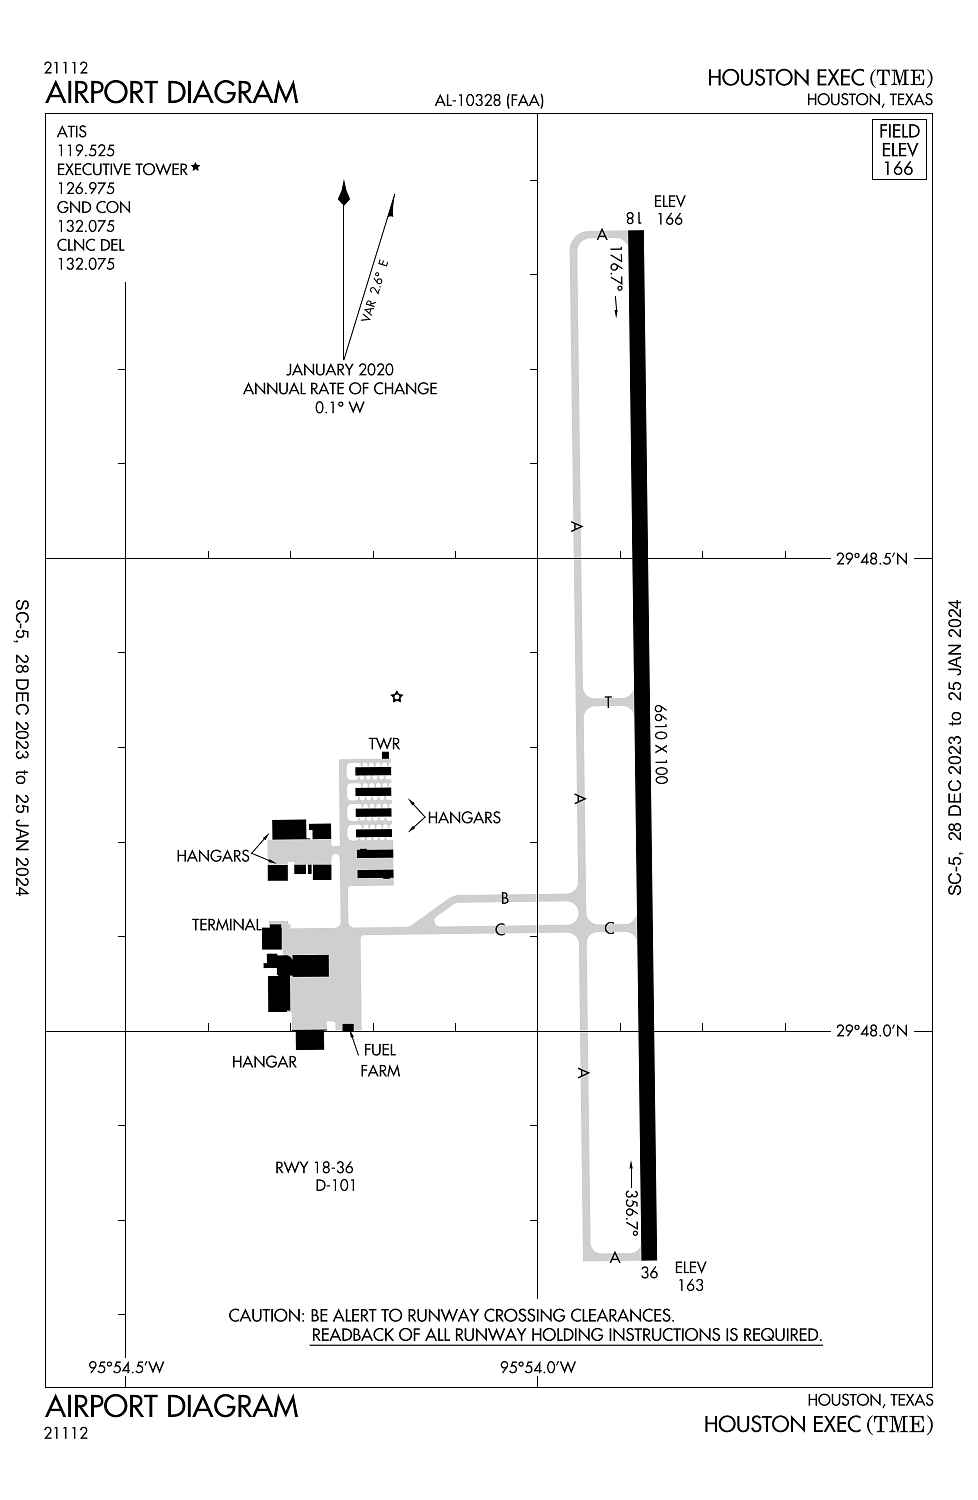 21112
AIRPORT DIAGRAM
AL-10328 (FAA)
HOUSTON EXEC (TME)
HOUSTON, TEXAS
ATIS
119.525
EXECUTIVE TOWER★
126.975
GND CON
132.075
CLNC DEL
132.075
FIELD
ELEV
166
VAR 2.6° E
JANUARY 2020
ANNUAL RATE OF CHANGE
0.1° W
18
ELEV
166
A
176.7°
A
29°48.5'N
T
6610 X 100
TWR
A
HANGARS
HANGARS
B
TERMINAL
C
C
29°48.0'N
HANGAR
FUEL
FARM
A
RWY 18-36
D-101
356.7°
A
36
ELEV
163
CAUTION: BE ALERT TO RUNWAY CROSSING CLEARANCES.
READBACK OF ALL RUNWAY HOLDING INSTRUCTIONS IS REQUIRED.
95°54.5'W
95°54.0'W
SC-5, 28 DEC 2023 to 25 JAN 2024
SC-5, 28 DEC 2023 to 25 JAN 2024
AIRPORT DIAGRAM
21112
HOUSTON, TEXAS
HOUSTON EXEC (TME)